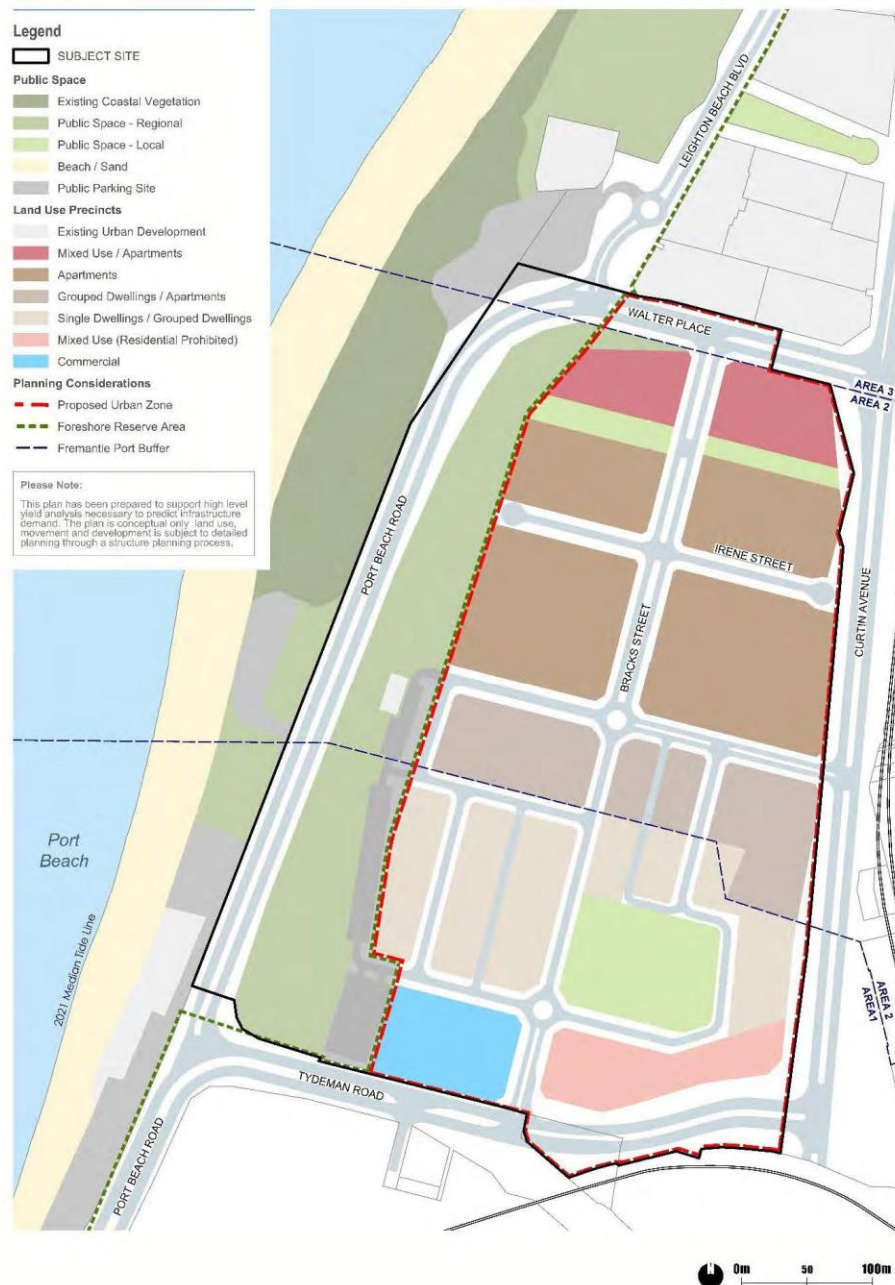 Legend
SUBJECT SITE
Public Space
Existing Coastal Vegetation
Public Space - Regional
Public Space - Local
Beach / Sand
Public Parking Site
Land Use Precincts
Existing Urban Development
Mixed Use / Apartments
Apartments
Grouped Dwellings / Apartments
Single Dwellings / Grouped Dwellings
Mixed Use (Residential Prohibited)
Commercial
Planning Considerations
Proposed Urban Zone
Foreshore Reserve Area
Fremantle Port Buffer
Please Note:
This plan has been prepared to support high level
yield analysis necessary to predict infrastructure
demand. The plan is conceptual only land use,
movement and development is subject to detailed
planning through a structure planning process.
LEIGHTON BEACH BLVD
WALTER PLACE
AREA 3
AREA 2
PORT BEACH ROAD
IRENE STREET
BRACKS STREET
CURTIN AVENUE
Port
Beach
2021 Median Tide Line
AREA 2
AREA1
TYDEMAN ROAD
PORT BEACH ROAD
N
0m 50 100m